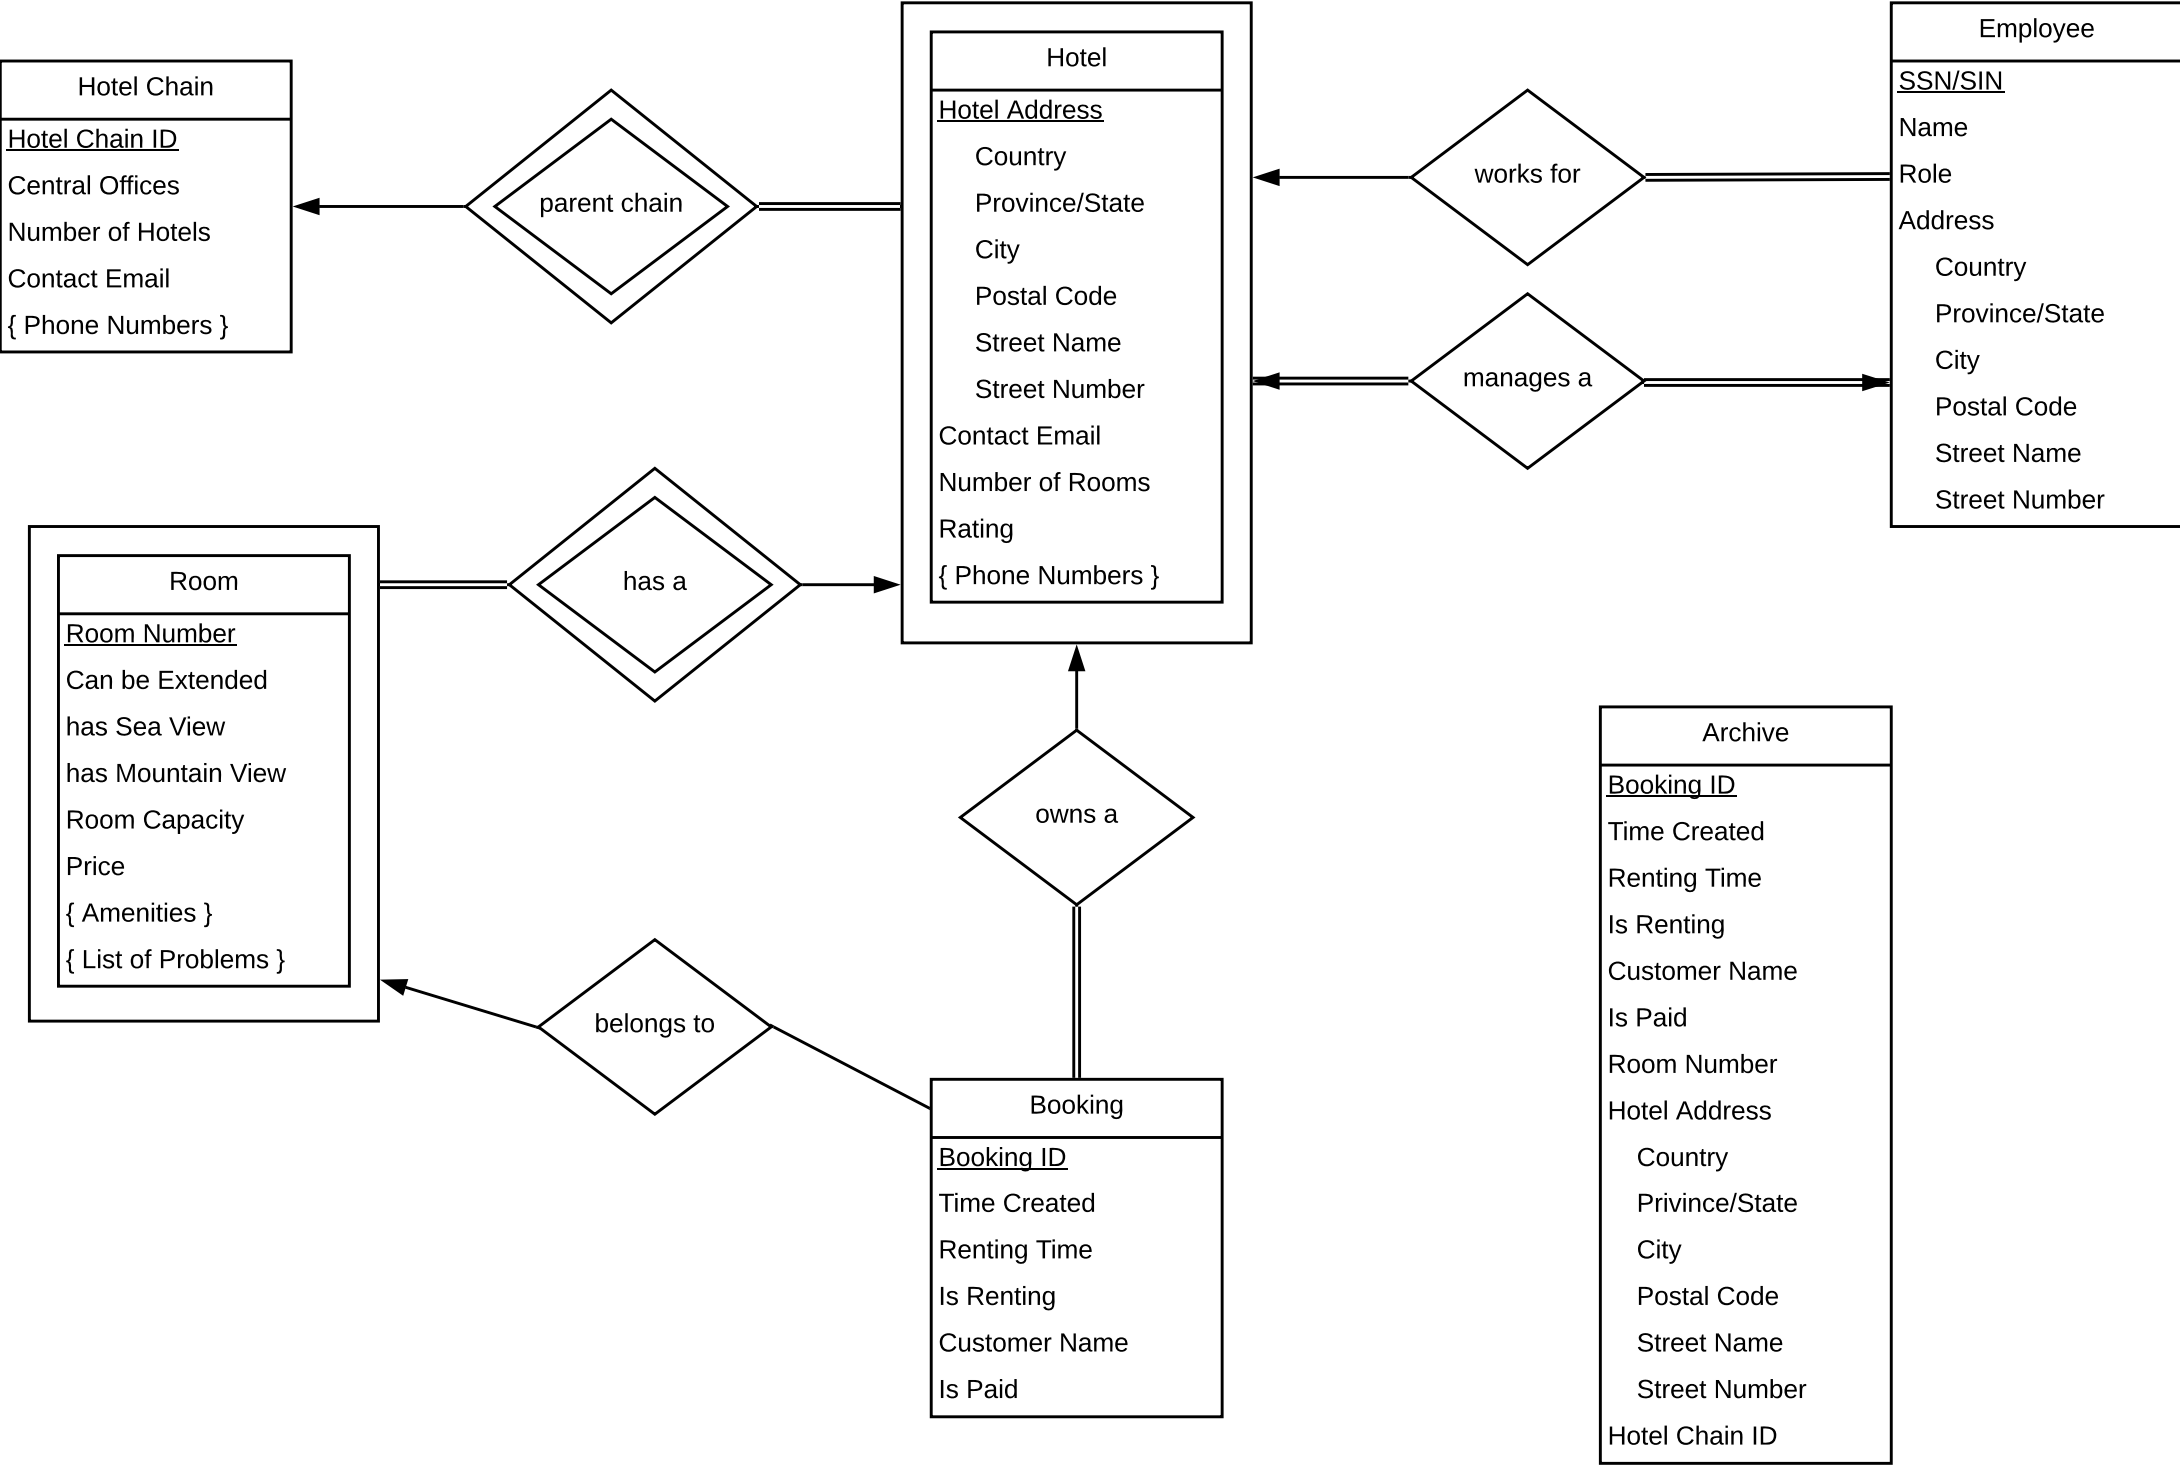 Hotel Chain
Hotel Chain ID
Central Offices
Number of Hotels
Contact Email
{ Phone Numbers }
parent chain
Hotel
Hotel Address
Country
Province/State
City
Postal Code
Street Name
Street Number
Contact Email
Number of Rooms
Rating
{ Phone Numbers }
works for
manages a
Employee
SSN/SIN
Name
Role
Address
Country
Province/State
City
Postal Code
Street Name
Street Number
Room
Room Number
Can be Extended
has Sea View
has Mountain View
Room Capacity
Price
{ Amenities }
{ List of Problems }
has a
owns a
belongs to
Booking
Booking ID
Time Created
Renting Time
Is Renting
Customer Name
Is Paid
Archive
Booking ID
Time Created
Renting Time
Is Renting
Customer Name
Is Paid
Room Number
Hotel Address
Country
Privince/State
City
Postal Code
Street Name
Street Number
Hotel Chain ID